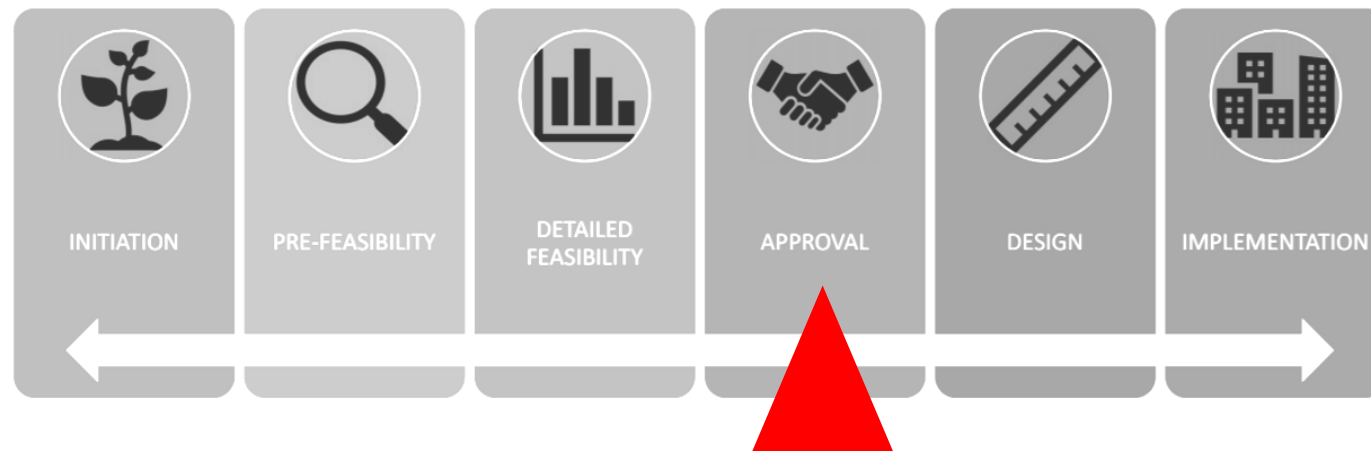 INITIATION
PRE-FEASIBILITY
DETAILED
FEASIBILITY
APPROVAL
DESIGN
IMPLEMENTATION